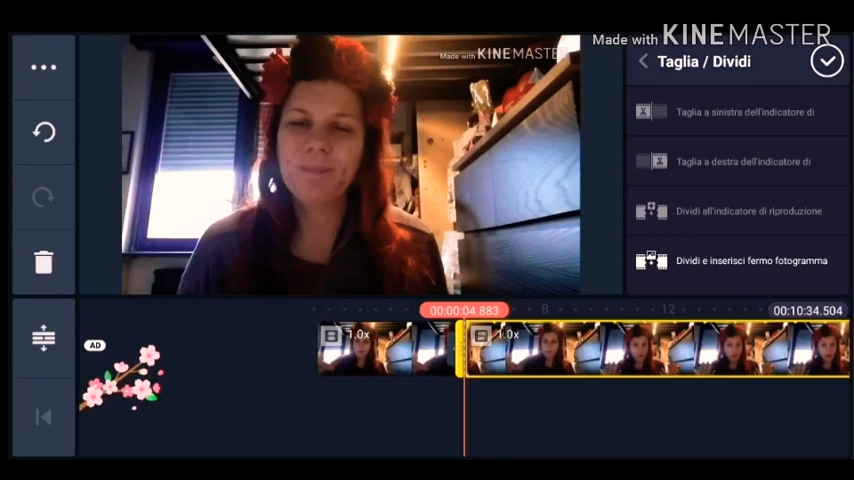 Made with KINEMASTER
Made with KINEMASTER
Taglia / Dividi
Taglia a sinistra dell'indicatore di
Taglia a destra dell'indicatore di
Dividi all'indicatore di riproduzione
Dividi e inserisci fermo fotogramma
00:00:04.883
8
12
00:10:34.504
AD
1.0x
1.0x